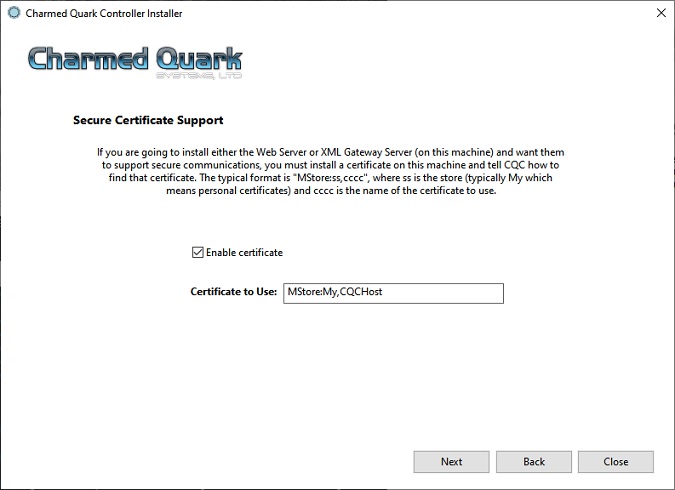 Charmed Quark Controller Installer
Charmed Quark
SYSTEMS, LTD
Secure Certificate Support
If you are going to install either the Web Server or XML Gateway Server (on this machine) and want them
to support secure communications, you must install a certificate on this machine and tell CQC how to
find that certificate. The typical format is "MStore:ss,cccc", where ss is the store (typically My which
means personal certificates) and cccc is the name of the certificate to use.
Enable certificate
Certificate to Use: MStore:My,CQCHost
Next Back Close